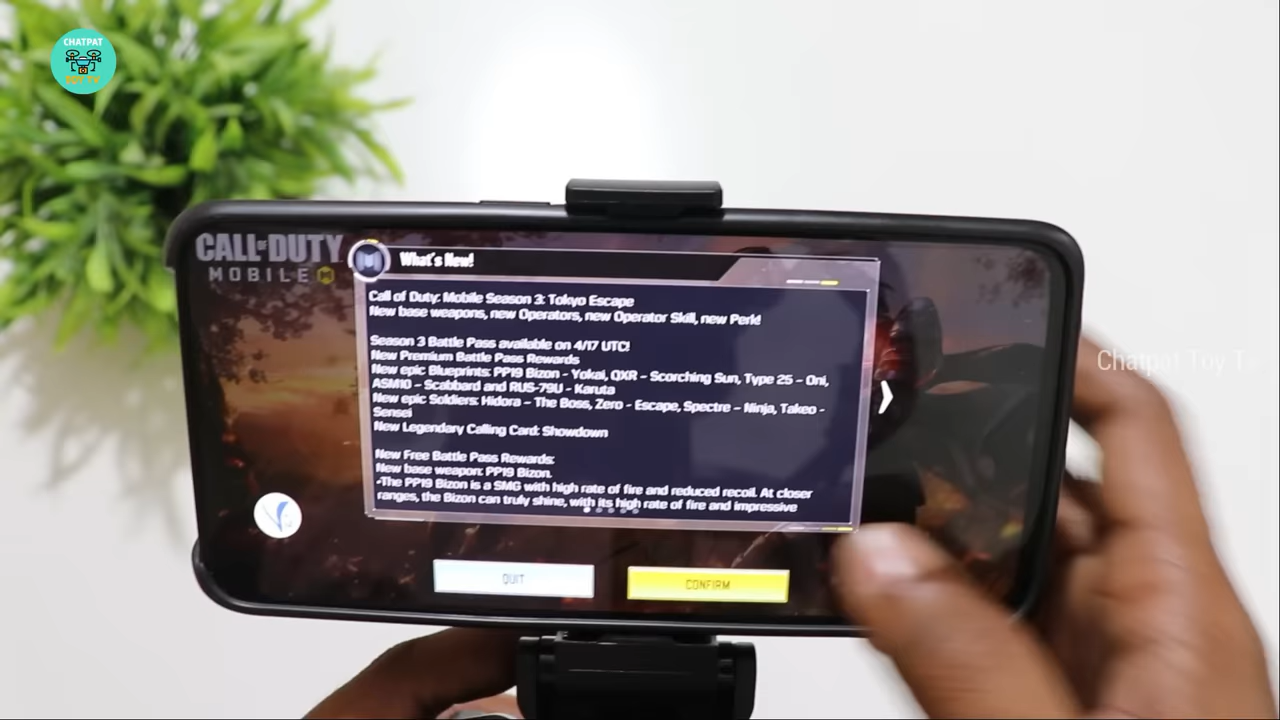 CHATPAT
TOY TV
CALL OF DUTY
MOBILE
What's New!
Call of Duty: Mobile Season 3: Tokyo Escape
New base weapons, new Operators, new Operator Skill, new Perk!
Season 3 Battle Pass available on 4/17 UTC!
New Premium Battle Pass Rewards
New epic Blueprints: PP19 Bizon - Yokai, QXR - Scorching Sun, Type 25 - Oni,
ASM10 - Scabbard and RUS-79U - Karuta
New epic Soldiers: Hidora - The Boss, Zero - Escape, Spectre - Ninja, Takeo -
Sensei
New Legendary Calling Card: Showdown
New Free Battle Pass Rewards:
New base weapon: PP19 Bizon.
-The PP19 Bizon is a SMG with high rate of fire and reduced recoil. At closer
ranges, the Bizon can truly shine, with its high rate of fire and impressive
QUIT
CONFIRM
Chatpat Toy T